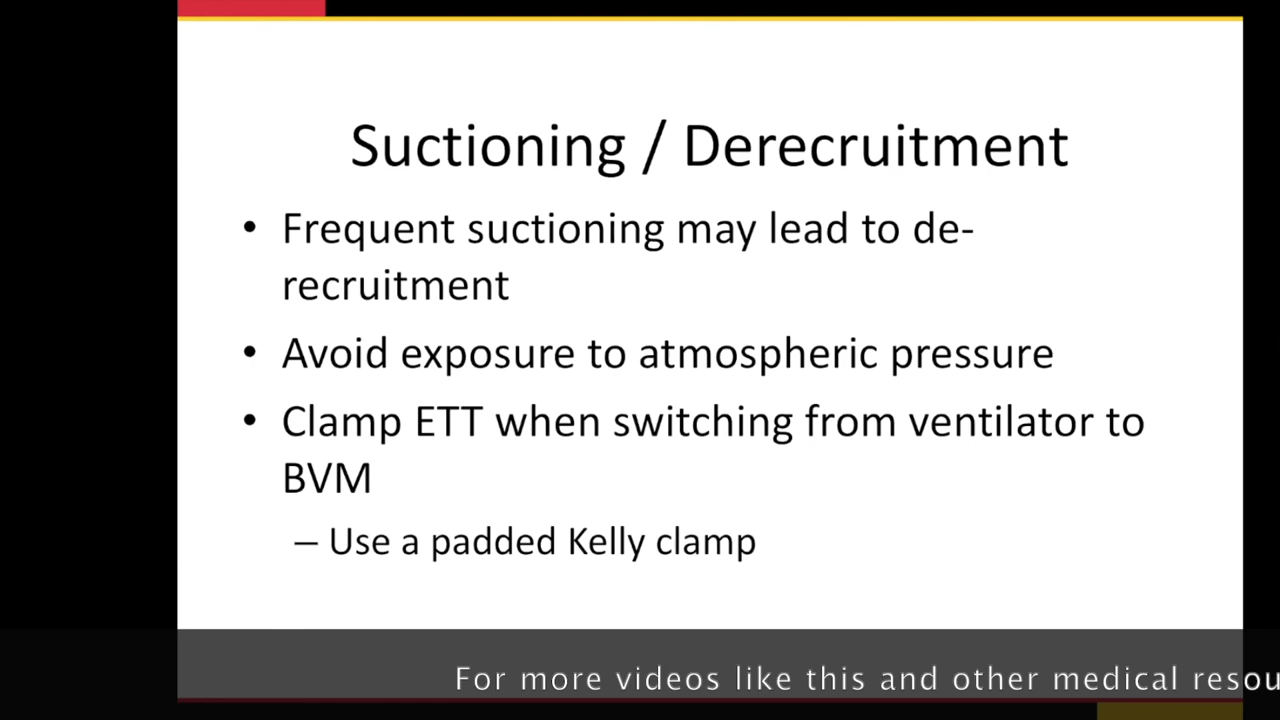 Suctioning / Derecruitment
• Frequent suctioning may lead to de-
recruitment
• Avoid exposure to atmospheric pressure
• Clamp ETT when switching from ventilator to
BVM
– Use a padded Kelly clamp
For more videos like this and other medical